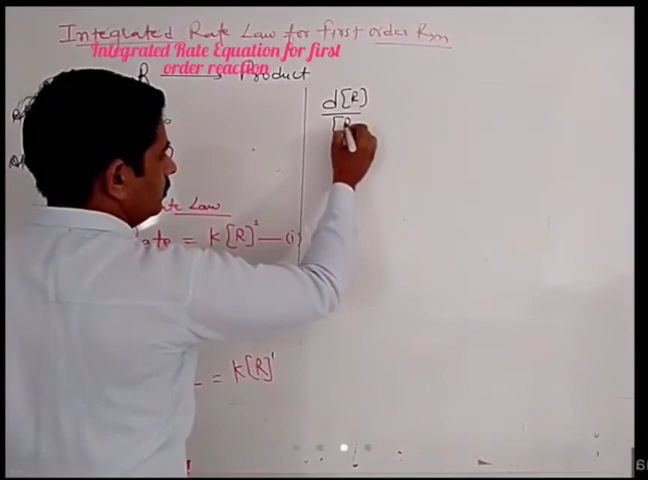 Integrated Rate Law for first order Rxn
Integrated Rate Equation for first
order reaction
R Product
Law
Rate = K[R]¹ — (i)
= K[R]¹
d[R]
[R